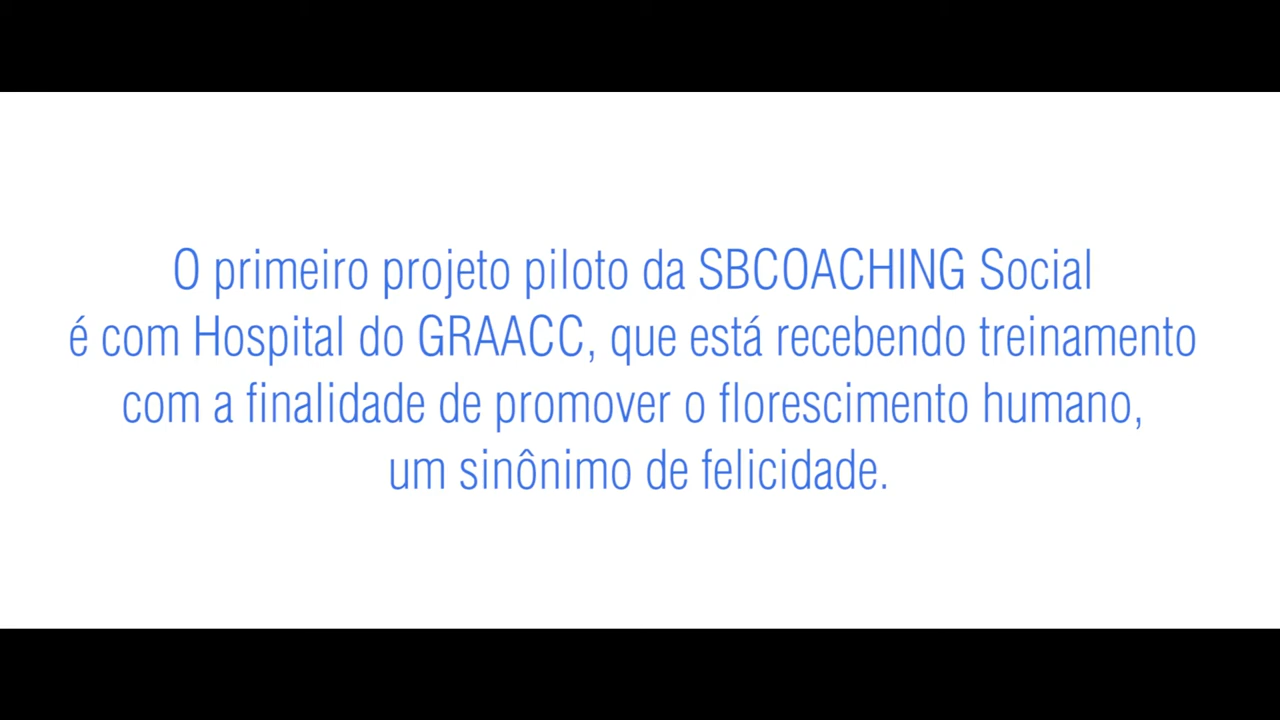 O primeiro projeto piloto da SBCOACHING Social
é com Hospital do GRAACC, que está recebendo treinamento
com a finalidade de promover o florescimento humano,
um sinônimo de felicidade.